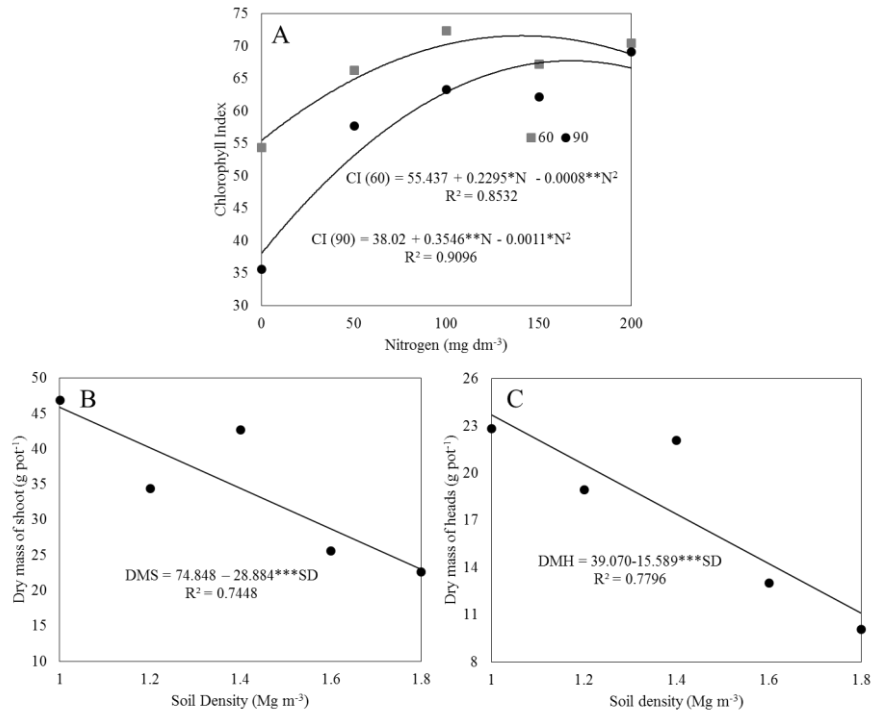 A
Chlorophyll Index
75
70
65
60
55
50
45
40
35
30
60 90
CI (60) = 55.437 + 0.2295*N - 0.0008**N²
R² = 0.8532
CI (90) = 38.02 + 0.3546**N - 0.0011*N²
R² = 0.9096
0 50 100 150 200
Nitrogen (mg dm⁻³)
B
Dry mass of shoot (g pot⁻¹)
50
45
40
35
30
25
20
15
10
DMS = 74.848 – 28.884***SD
R² = 0.7448
1 1.2 1.4 1.6 1.8
Soil Density (Mg m⁻³)
C
Dry mass of heads (g pot⁻¹)
26
23
20
17
14
11
8
DMH = 39.070-15.589***SD
R² = 0.7796
1 1.2 1.4 1.6 1.8
Soil density (Mg m⁻³)